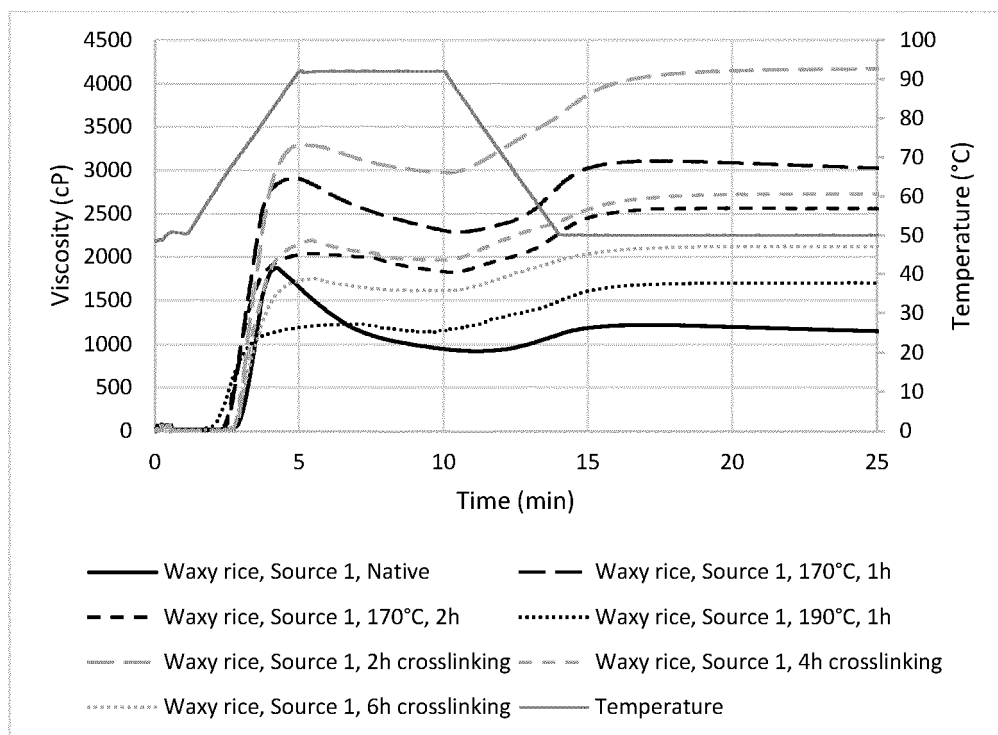 4500 100
4000 90
3500 80
3000 70
2500 60
2000 50
1500 40
1000 30
500 20
0 10
0
Viscosity (cP)
Temperature (°C)
0 5 10 15 20 25
Time (min)
Waxy rice, Source 1, Native Waxy rice, Source 1, 170°C, 1h
Waxy rice, Source 1, 170°C, 2h Waxy rice, Source 1, 190°C, 1h
Waxy rice, Source 1, 2h crosslinking Waxy rice, Source 1, 4h crosslinking
Waxy rice, Source 1, 6h crosslinking Temperature